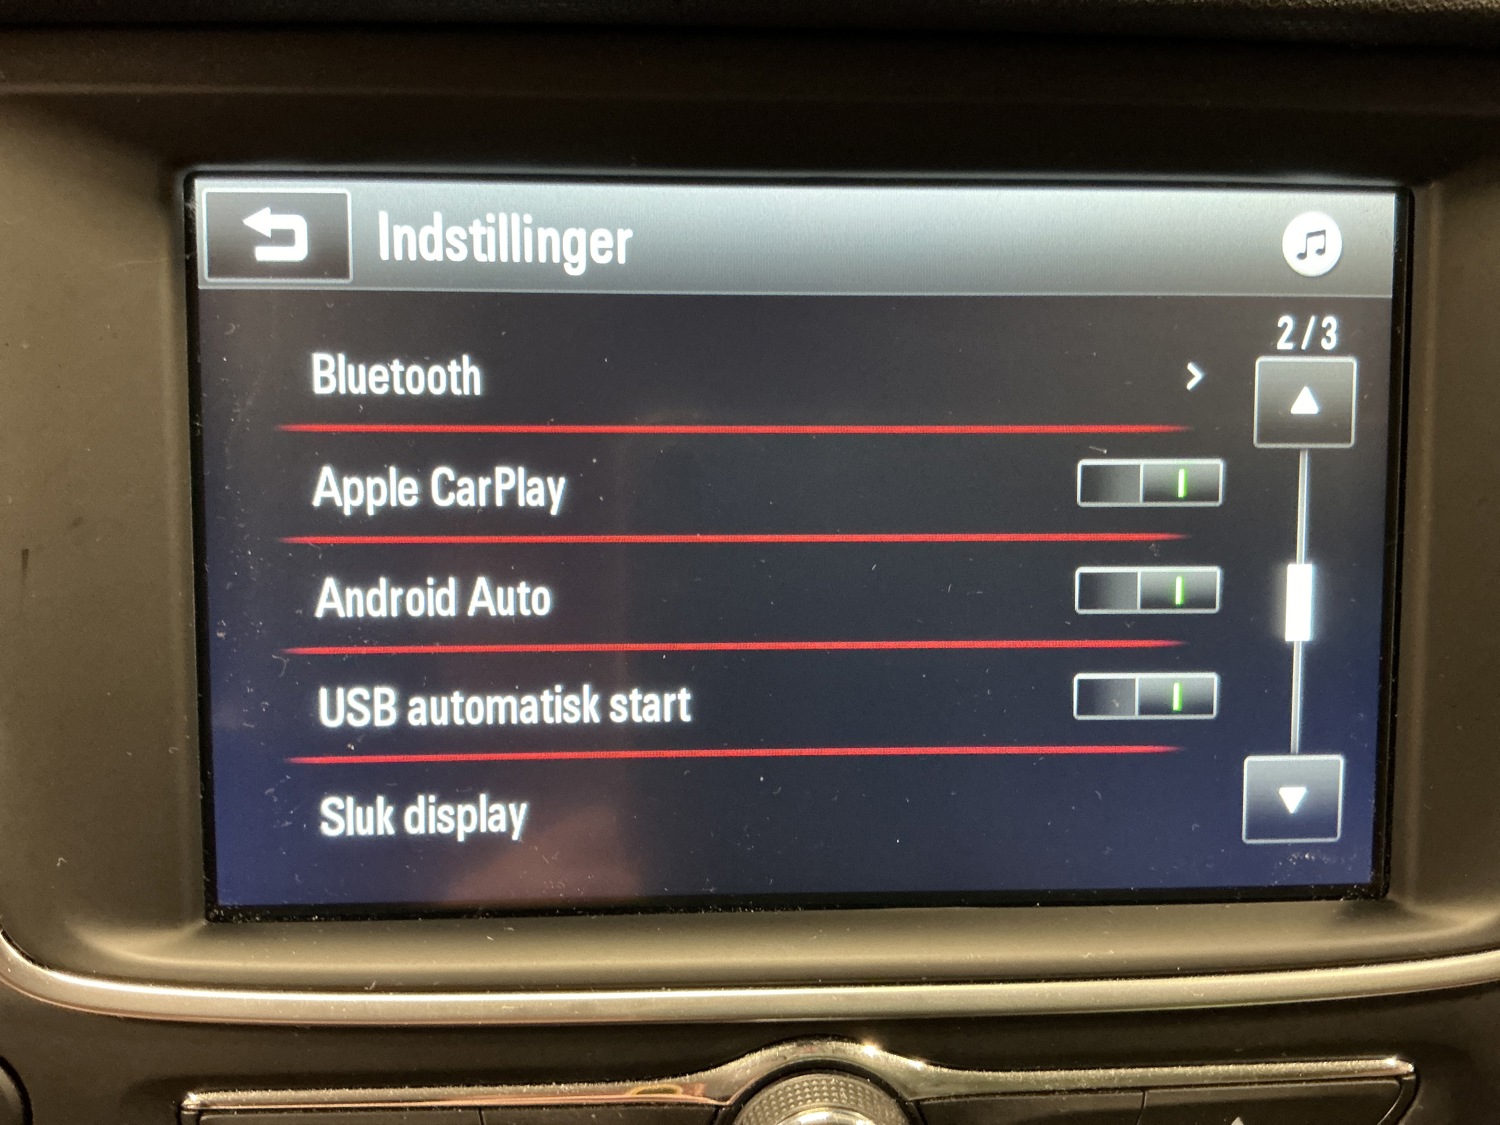 Indstillinger
2/3
Bluetooth
Apple CarPlay
Android Auto
USB automatisk start
Sluk display